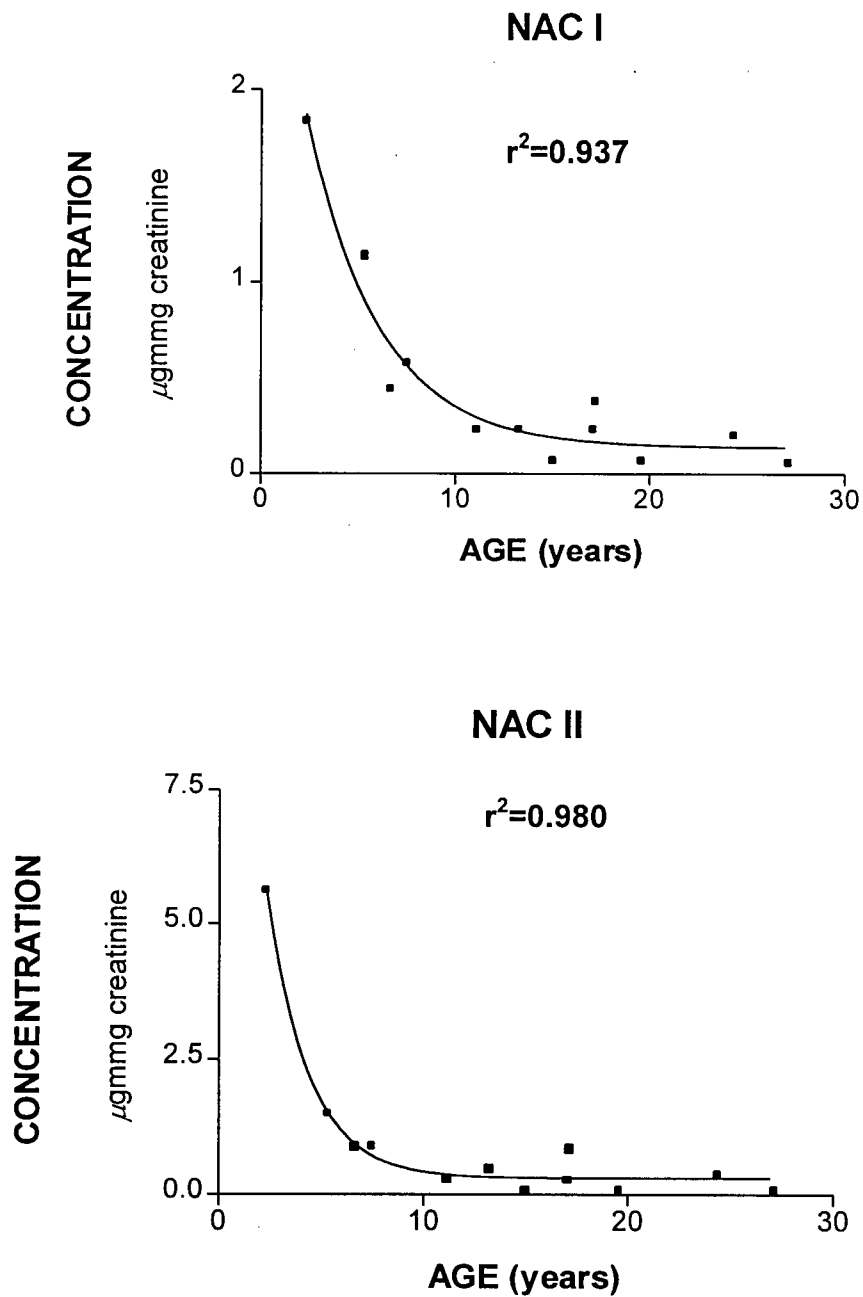 NAC I
2
1
0
r²=0.937
CONCENTRATION
μgmmg creatinine
0 10 20 30
AGE (years)
NAC II
7.5
5.0
2.5
0.0
r²=0.980
CONCENTRATION
μgmmg creatinine
0 10 20 30
AGE (years)